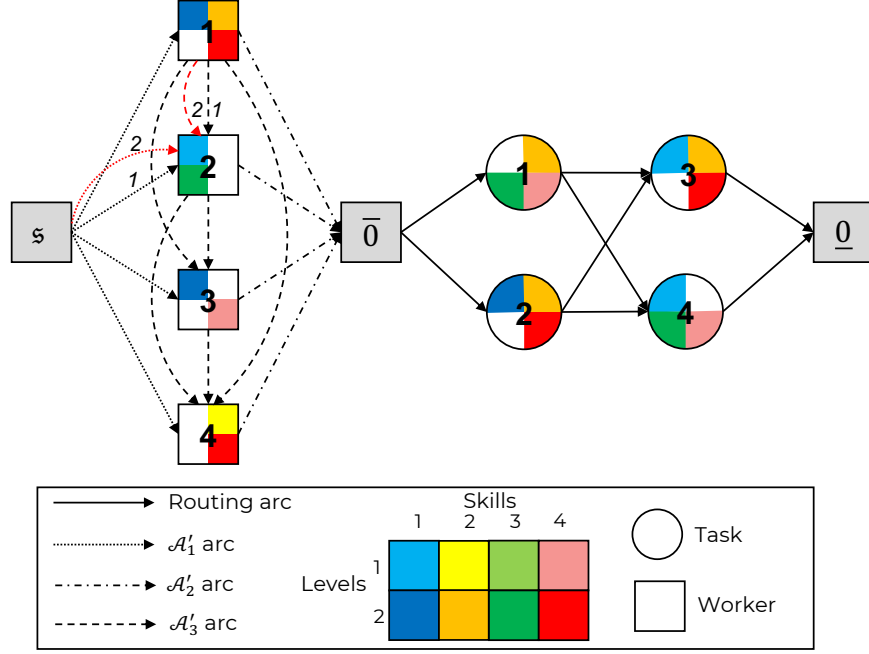 1
2 1
2
2
1
𝔰
0
1
3
0
3
2
4
4
Routing arc
𝒜′₁ arc
𝒜′₂ arc
𝒜′₃ arc
Skills
1 2 3 4
Levels
1
2
Task
Worker